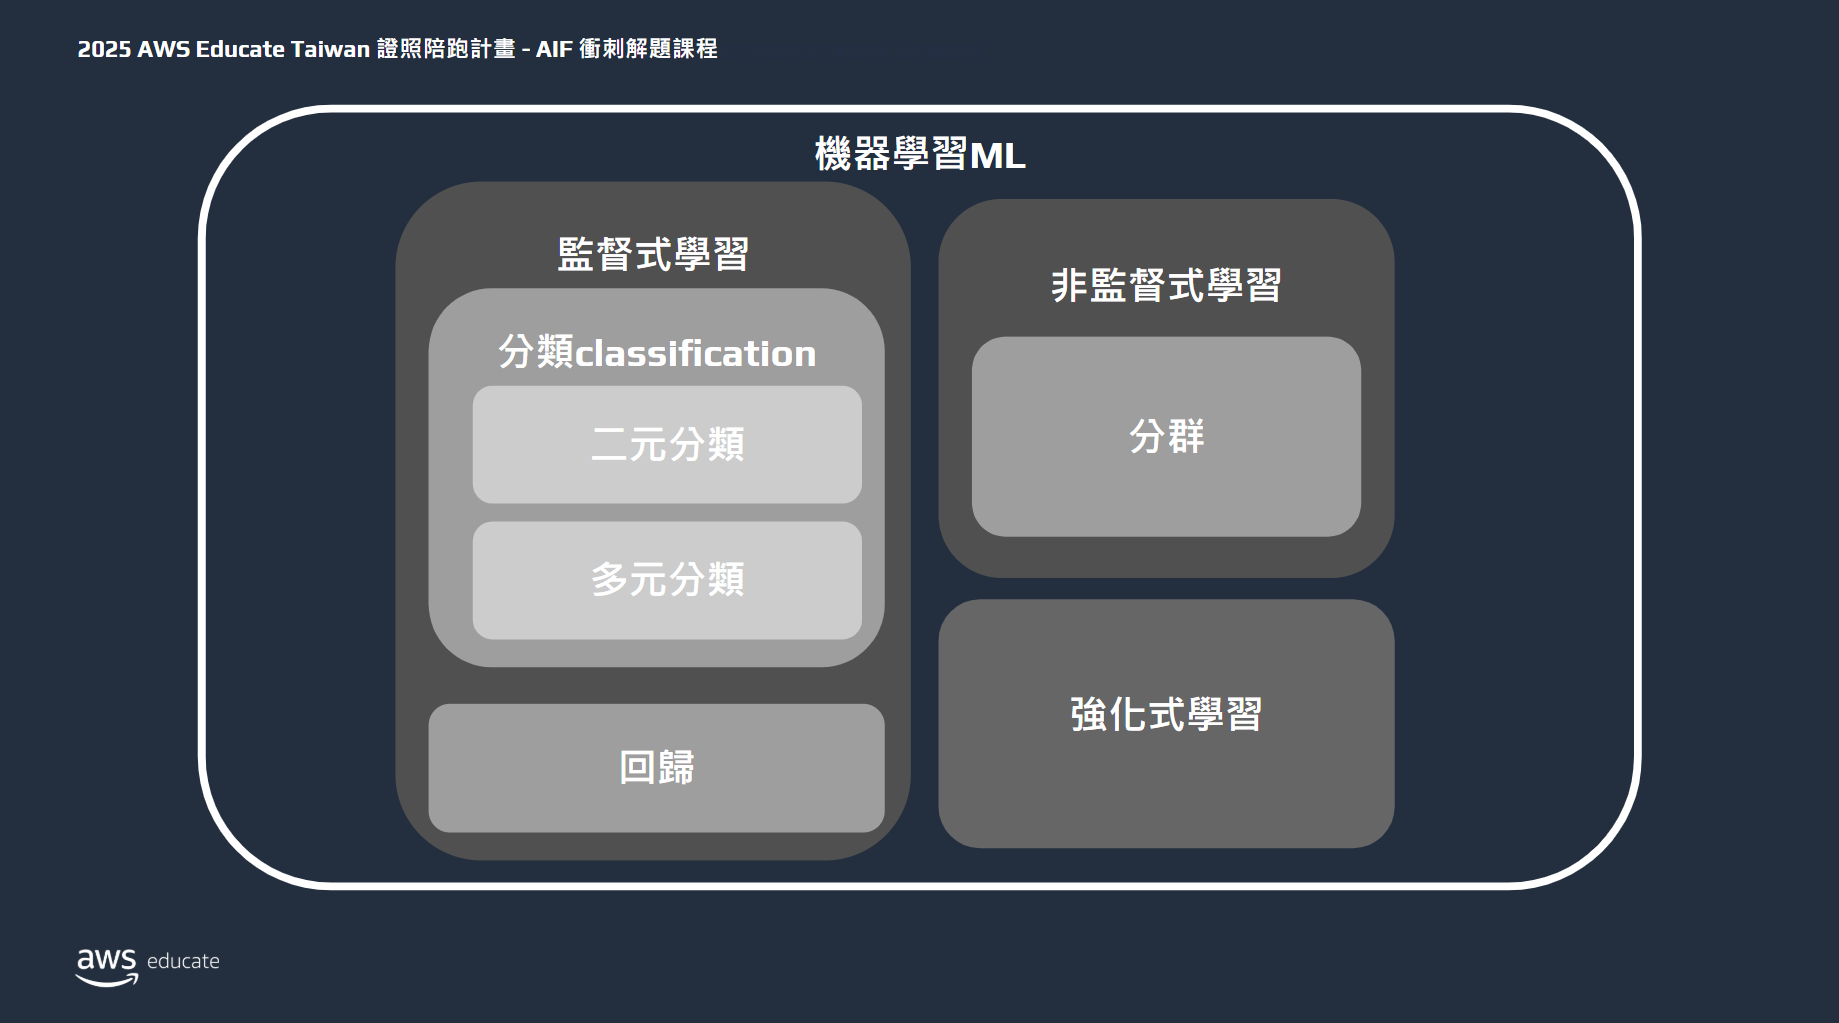 2025 AWS Educate Taiwan 證照陪跑計畫 - AIF 衝刺解題課程
機器學習ML
監督式學習
分類classification
二元分類
多元分類
回歸
非監督式學習
分群
強化式學習
aws educate